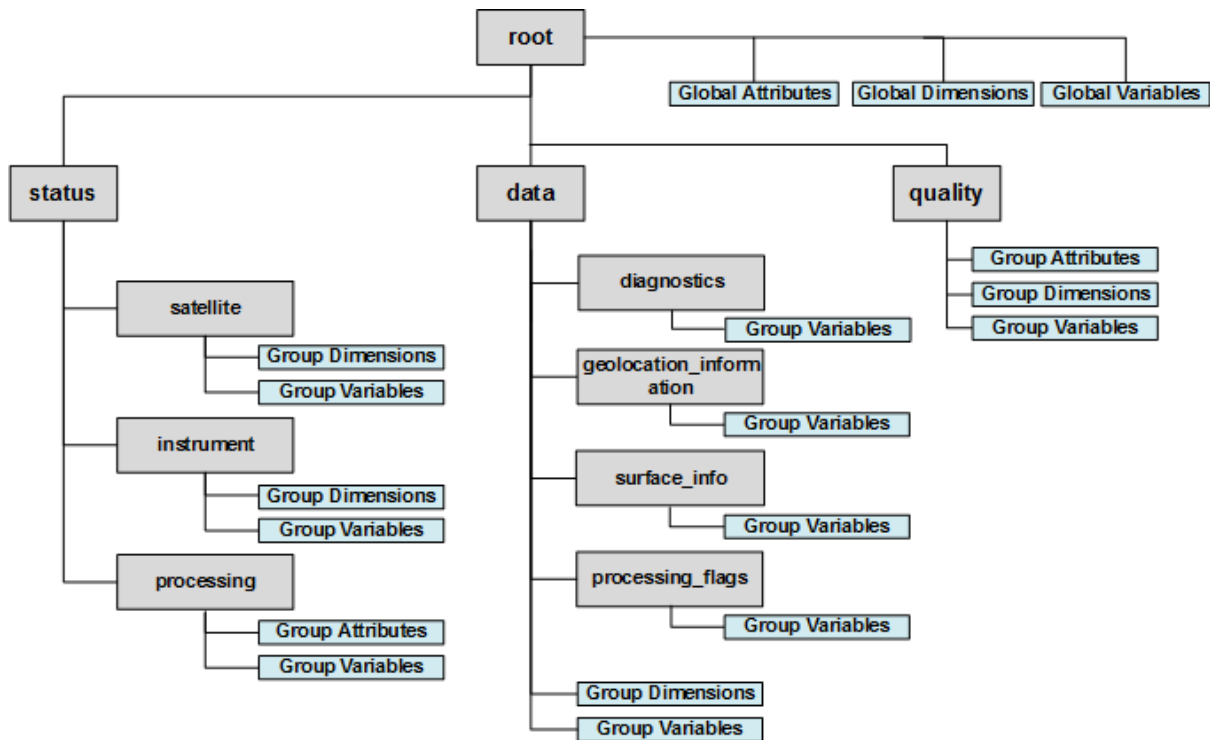 root
Global Attributes
Global Dimensions
Global Variables
status
data
quality
satellite
Group Dimensions
Group Variables
instrument
Group Dimensions
Group Variables
processing
Group Attributes
Group Variables
diagnostics
Group Variables
geolocation_inform
ation
Group Variables
surface_info
Group Variables
processing_flags
Group Variables
Group Dimensions
Group Variables
Group Attributes
Group Dimensions
Group Variables